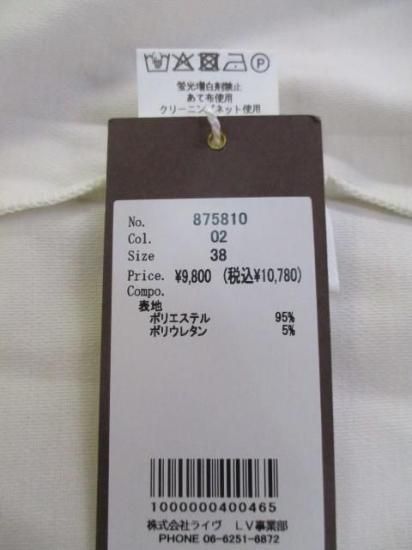 蛍光増白剤禁止
あて布使用
クリーニングネット使用
No. 875810
Col. 02
Size 38
Price. ¥9,800 (税込¥10,780)
Compo.
表地
ポリエステル 95%
ポリウレタン 5%
1000000400465
株式会社ライヴ LV事業部
PHONE 06-6251-6872